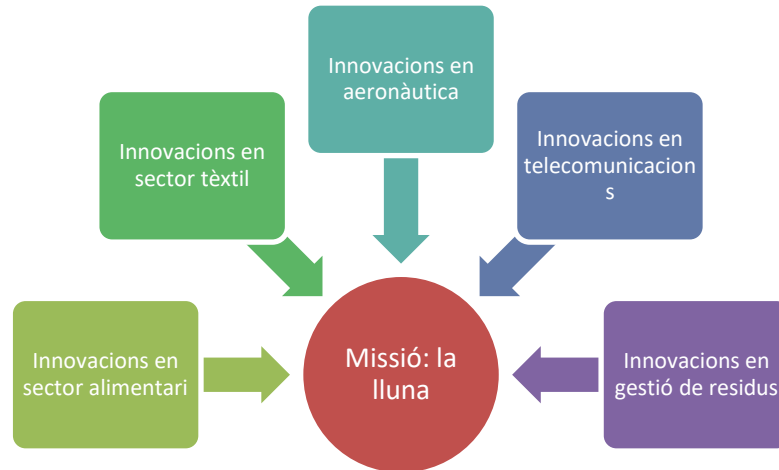 Innovacions en
aeronàutica
Innovacions en
sector tèxtil
Innovacions en
telecomunicacion
s
Innovacions en
sector alimentari
Missió: la
lluna
Innovacions en
gestió de residus